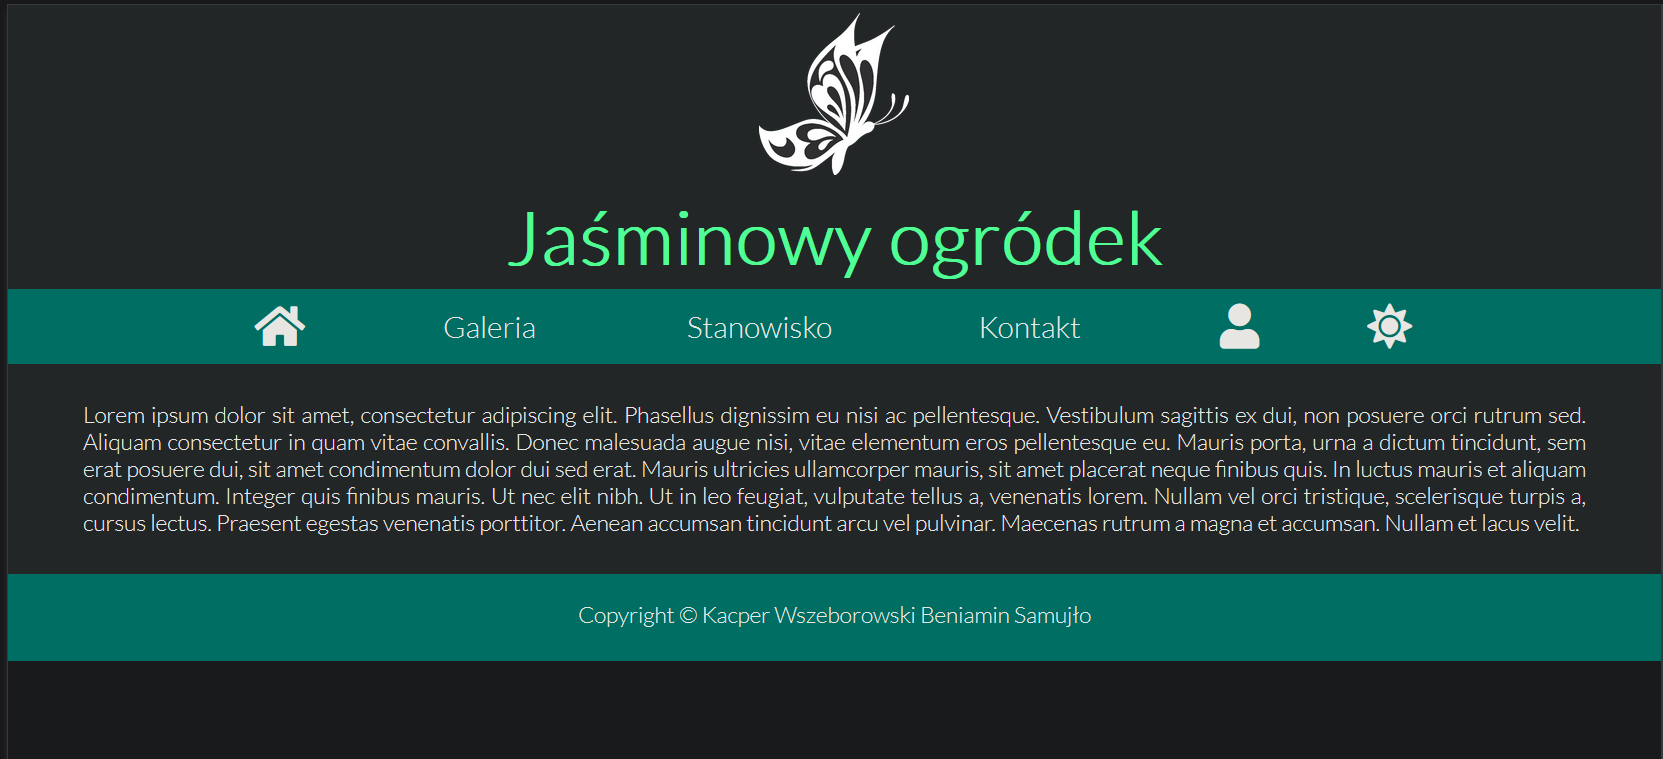 Jaśminowy ogródek
Galeria
Stanowisko
Kontakt
Lorem ipsum dolor sit amet, consectetur adipiscing elit. Phasellus dignissim eu nisi ac pellentesque. Vestibulum sagittis ex dui, non posuere orci rutrum sed.
Aliquam consectetur in quam vitae convallis. Donec malesuada augue nisi, vitae elementum eros pellentesque eu. Mauris porta, urna a dictum tincidunt, sem
erat posuere dui, sit amet condimentum dolor dui sed erat. Mauris ultricies ullamcorper mauris, sit amet placerat neque finibus quis. In luctus mauris et aliquam
condimentum. Integer quis finibus mauris. Ut nec elit nibh. Ut in leo feugiat, vulputate tellus a, venenatis lorem. Nullam vel orci tristique, scelerisque turpis a,
cursus lectus. Praesent egestas venenatis porttitor. Aenean accumsan tincidunt arcu vel pulvinar. Maecenas rutrum a magna et accumsan. Nullam et lacus velit.
Copyright © Kacper Wszeborowski Beniamin Samujło